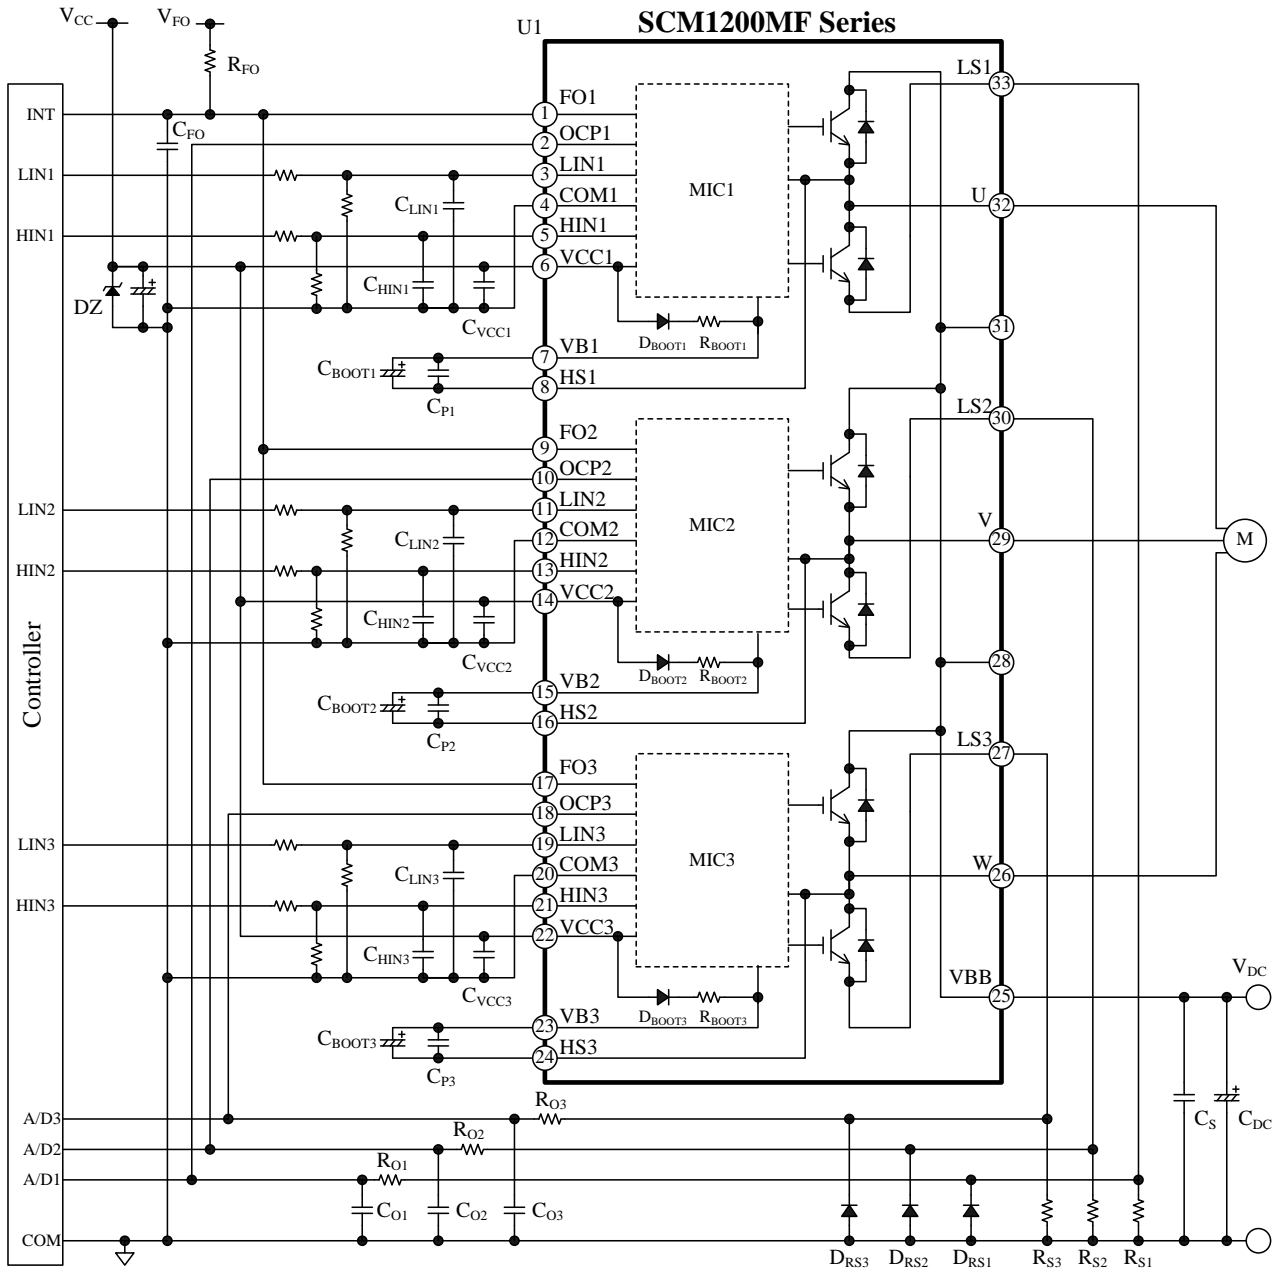 SCM1200MF Series
VCC
VFO
U1
RFO
INT
CFO
LIN1
HIN1
DZ
CLIN1
CHIN1
CVCC1
CBOOT1
CP1
1 FO1
2 OCP1
3 LIN1
4 COM1
5 HIN1
6 VCC1
7 VB1
8 HS1
MIC1
DBOOT1
RBOOT1
LS1 33
U 32
31
LIN2
HIN2
Controller
CLIN2
CHIN2
CVCC2
CBOOT2
CP2
9 FO2
10 OCP2
11 LIN2
12 COM2
13 HIN2
14 VCC2
15 VB2
16 HS2
MIC2
DBOOT2
RBOOT2
LS2 30
V 29
M
28
LIN3
HIN3
CLIN3
CHIN3
CVCC3
CBOOT3
CP3
17 FO3
18 OCP3
19 LIN3
20 COM3
21 HIN3
22 VCC3
23 VB3
24 HS3
MIC3
DBOOT3
RBOOT3
LS3 27
W 26
VBB 25
VDC
CS
CDC
A/D3
A/D2
A/D1
COM
RO3
RO2
RO1
CO1
CO2
CO3
DRS3
DRS2
DRS1
RS3
RS2
RS1